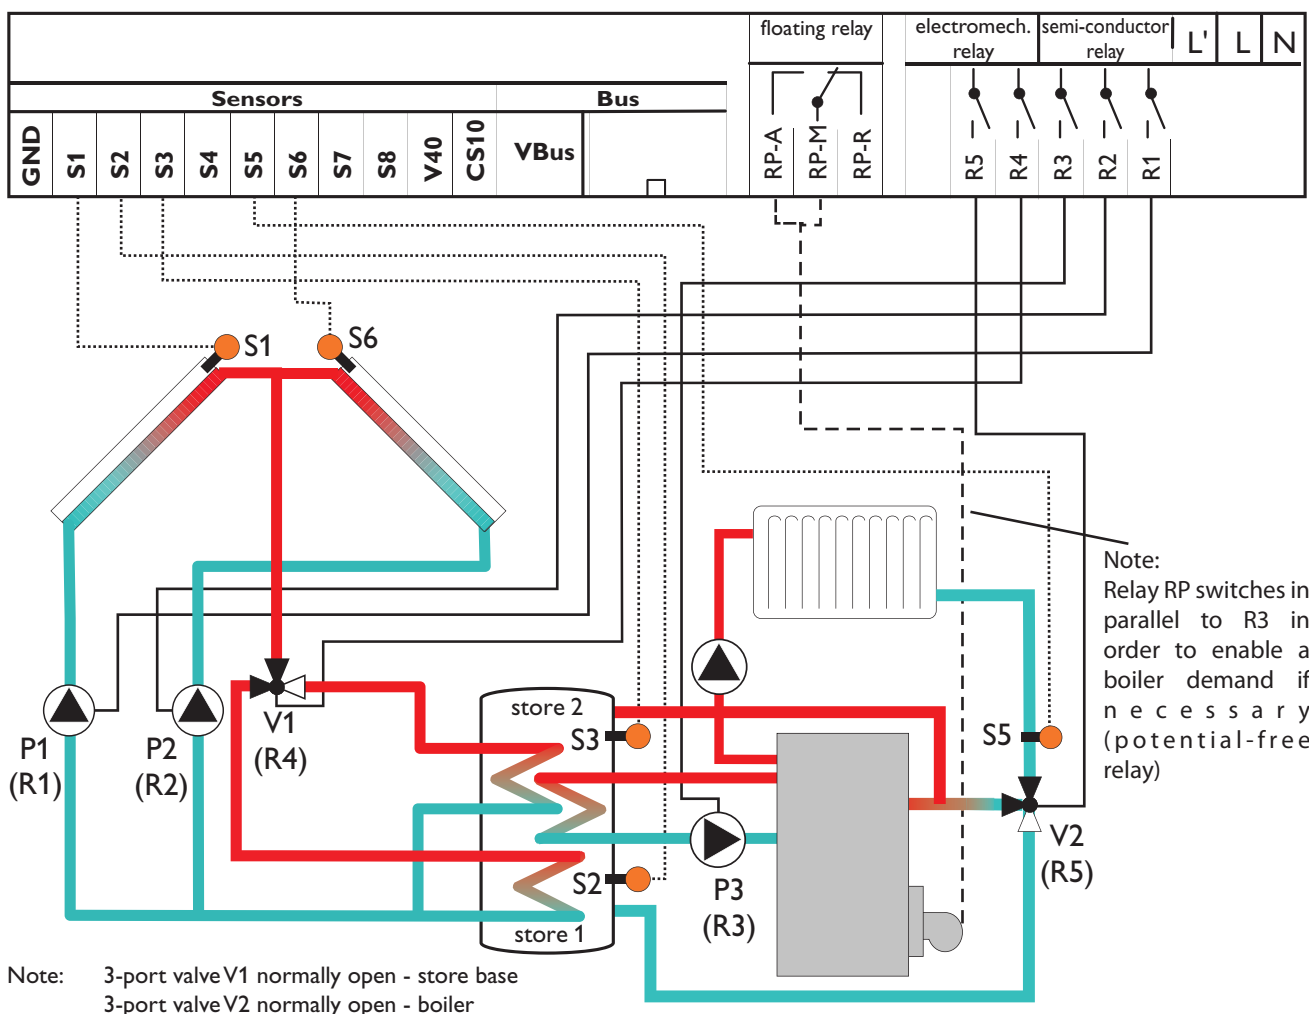 floating relay
electromech.
relay
semi-conductor
relay
L'
L
N
Sensors
Bus
GND
S1
S2
S3
S4
S5
S6
S7
S8
V40
CS10
VBus
RP-A
RP-M
RP-R
R5
R4
R3
R2
R1
S1
S6
Note:
Relay RP switches in
parallel to R3 in
order to enable a
boiler demand if
necessary
(potential-free
relay)
P1
(R1)
P2
(R2)
V1
(R4)
store 2
S3
S2
store 1
P3
(R3)
S5
V2
(R5)
Note: 3-port valve V1 normally open - store base
3-port valve V2 normally open - boiler